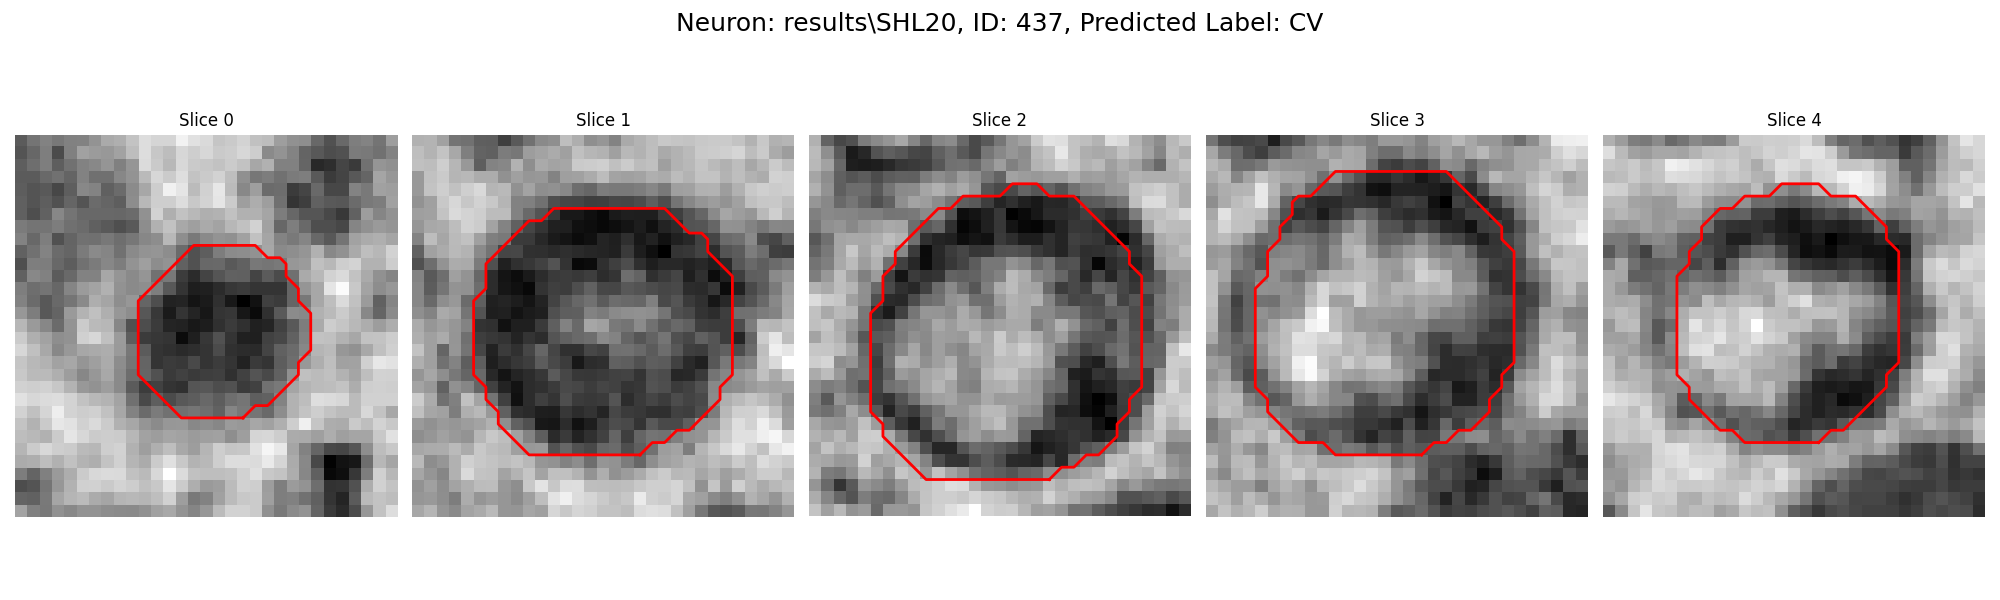 Neuron: results\SHL20, ID: 437, Predicted Label: CV
Slice 0
Slice 1
Slice 2
Slice 3
Slice 4